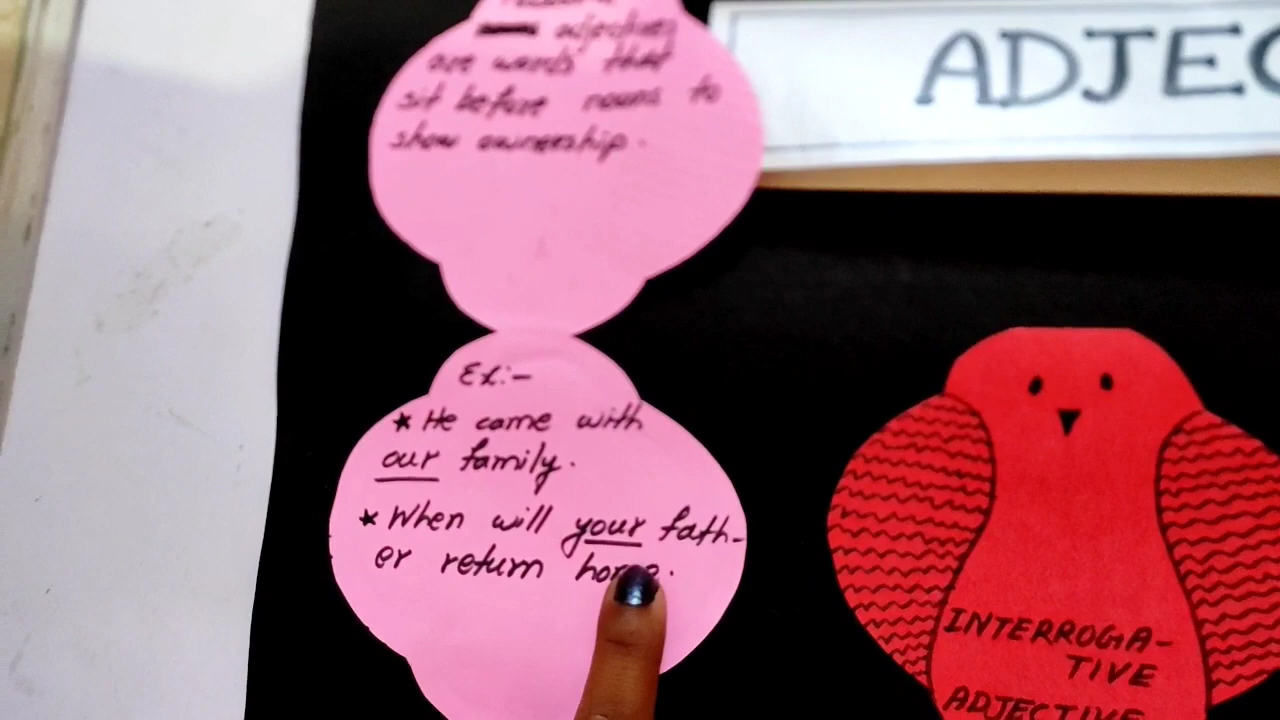 adjectives
are words that
sit before nouns to
show ownership.
ADJEC
Ex:-
★ He came with
our family.
★ When will your fath-
er return home.
INTERROGA-
TIVE
ADJECTIVE